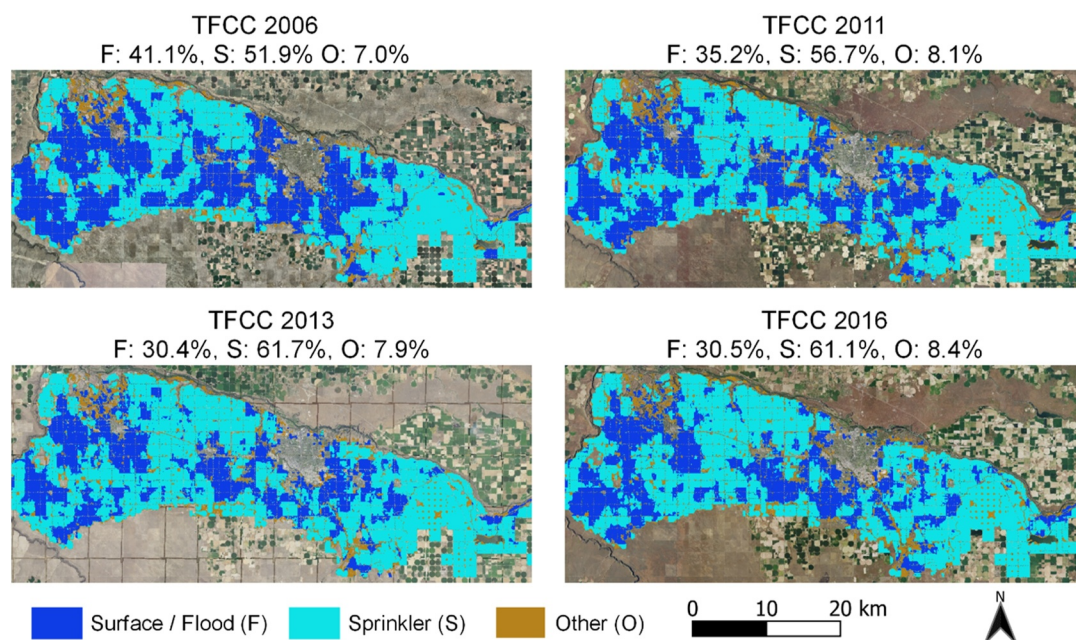 TFCC 2006
F: 41.1%, S: 51.9% O: 7.0%
TFCC 2011
F: 35.2%, S: 56.7%, O: 8.1%
TFCC 2013
F: 30.4%, S: 61.7%, O: 7.9%
TFCC 2016
F: 30.5%, S: 61.1%, O: 8.4%
Surface / Flood (F)
Sprinkler (S)
Other (O)
0 10 20 km
N